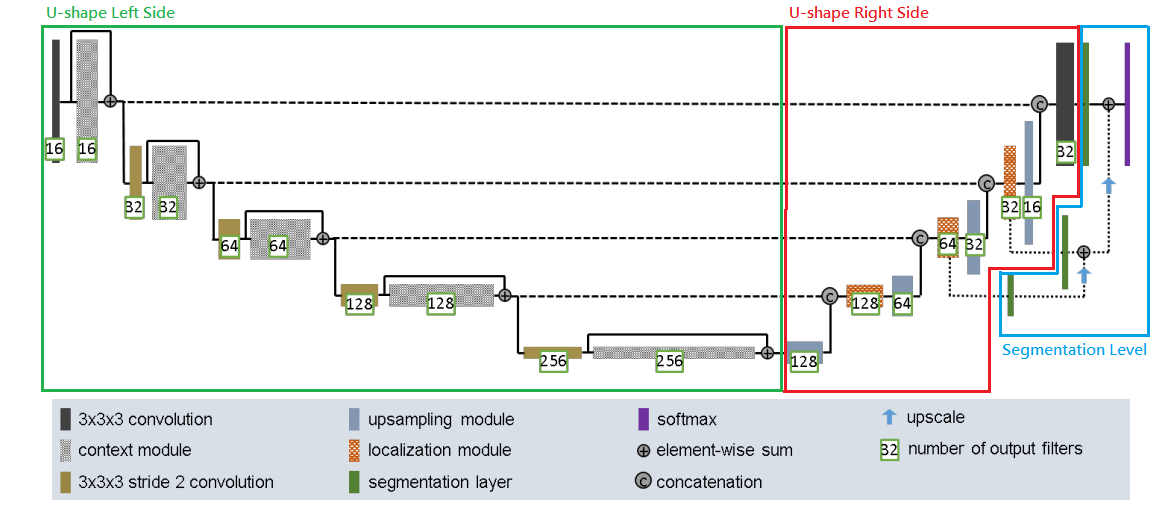 U-shape Left Side
U-shape Right Side
16
16
C
32
32
32
C
32
16
64
64
C
64
32
128
128
C
128
64
256
256
128
Segmentation Level
3x3x3 convolution
upsampling module
softmax
upscale
context module
localization module
element-wise sum
32
number of output filters
3x3x3 stride 2 convolution
segmentation layer
C
concatenation